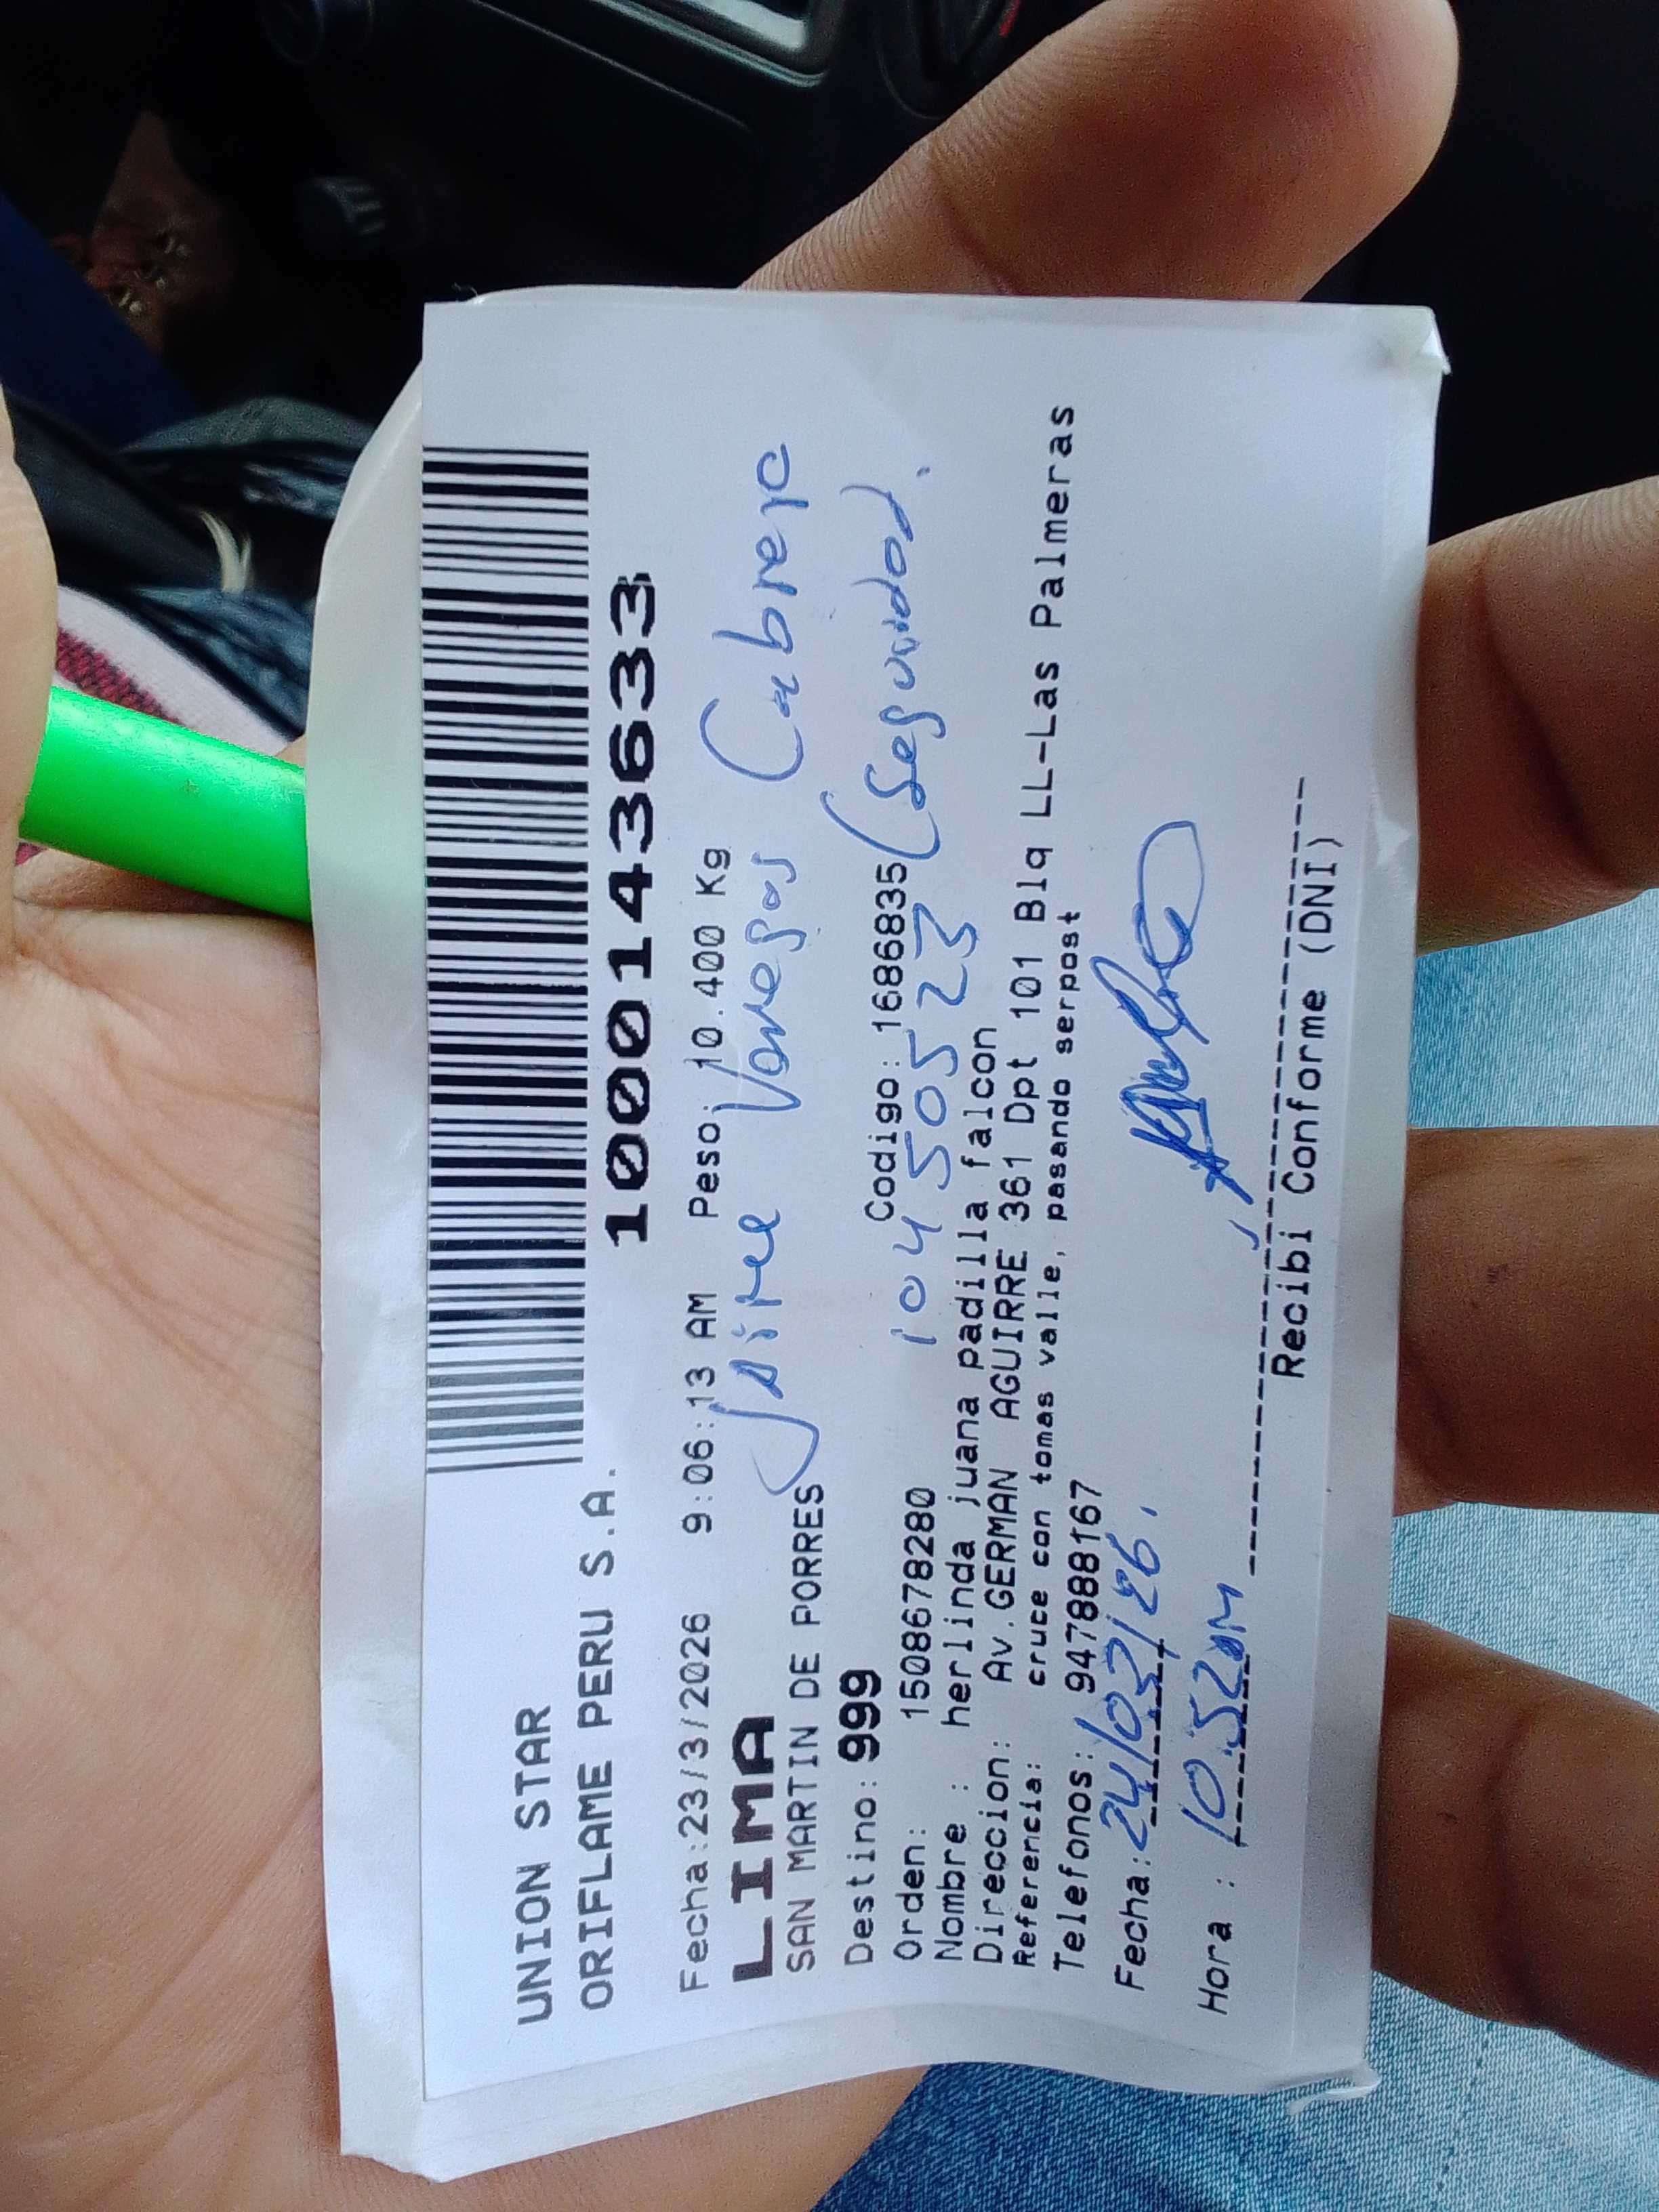 UNION STAR
ORIFLAME PERU S.A.
1000143633
Fecha:23/3/2026 9:06:13 AM Peso: 10.400 Kg
LIMA
Jaime Vargas Cabrera
SAN MARTIN DE PORRES
Destino: 999 Codigo: 1686835
(Seguridad).
10450523
Orden: 1508678280
Nombre : herlinda juana padilla falcon
Direccion: Av.GERMAN AGUIRRE 361 Dpt 101 Blq LL-Las Palmeras
Referencia: cruce con tomas valle, pasando serpost
Telefonos: 947888167
Fecha: 24/03/26.
Hora : 10.52am
Recibi Conforme (DNI)